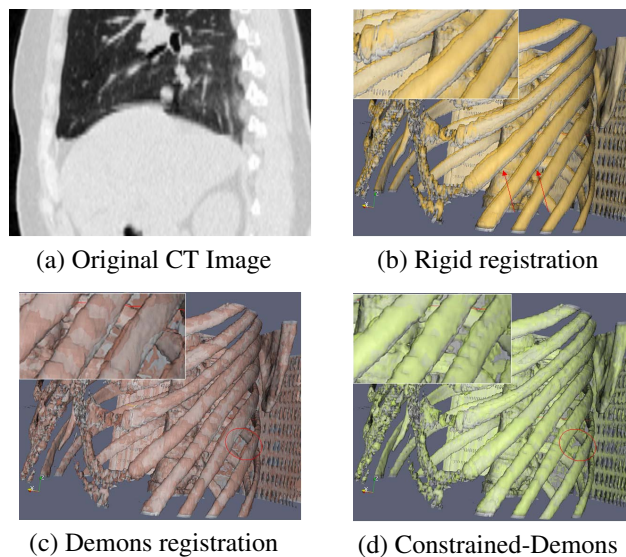 (a) Original CT Image
(b) Rigid registration
(c) Demons registration
(d) Constrained-Demons